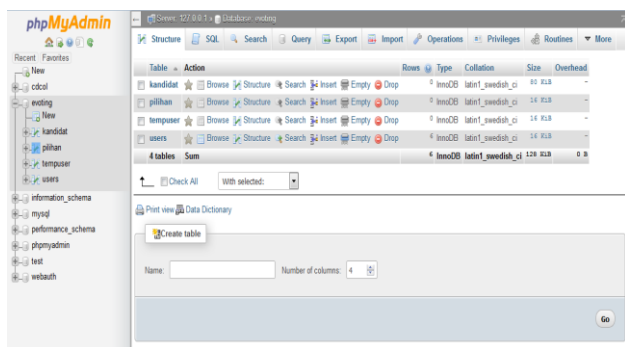 phpMyAdmin
Recent Favorites
New
cdcol
evoting
New
kandidat
pilihan
tempuser
users
information_schema
mysql
performance_schema
phpmyadmin
test
webauth
Server: 127.0.0.1 » Database: evoting
Structure SQL Search Query Export Import Operations Privileges Routines More
Table Action Rows Type Collation Size Overhead
kandidat Browse Structure Search Insert Empty Drop 0 InnoDB latin1_swedish_ci 80 KiB -
pilihan Browse Structure Search Insert Empty Drop 0 InnoDB latin1_swedish_ci 16 KiB -
tempuser Browse Structure Search Insert Empty Drop 0 InnoDB latin1_swedish_ci 16 KiB -
users Browse Structure Search Insert Empty Drop 6 InnoDB latin1_swedish_ci 16 KiB -
4 tables Sum 6 InnoDB latin1_swedish_ci 128 KiB 0 B
Check All With selected:
Print view Data Dictionary
Create table
Name: Number of columns: 4
Go